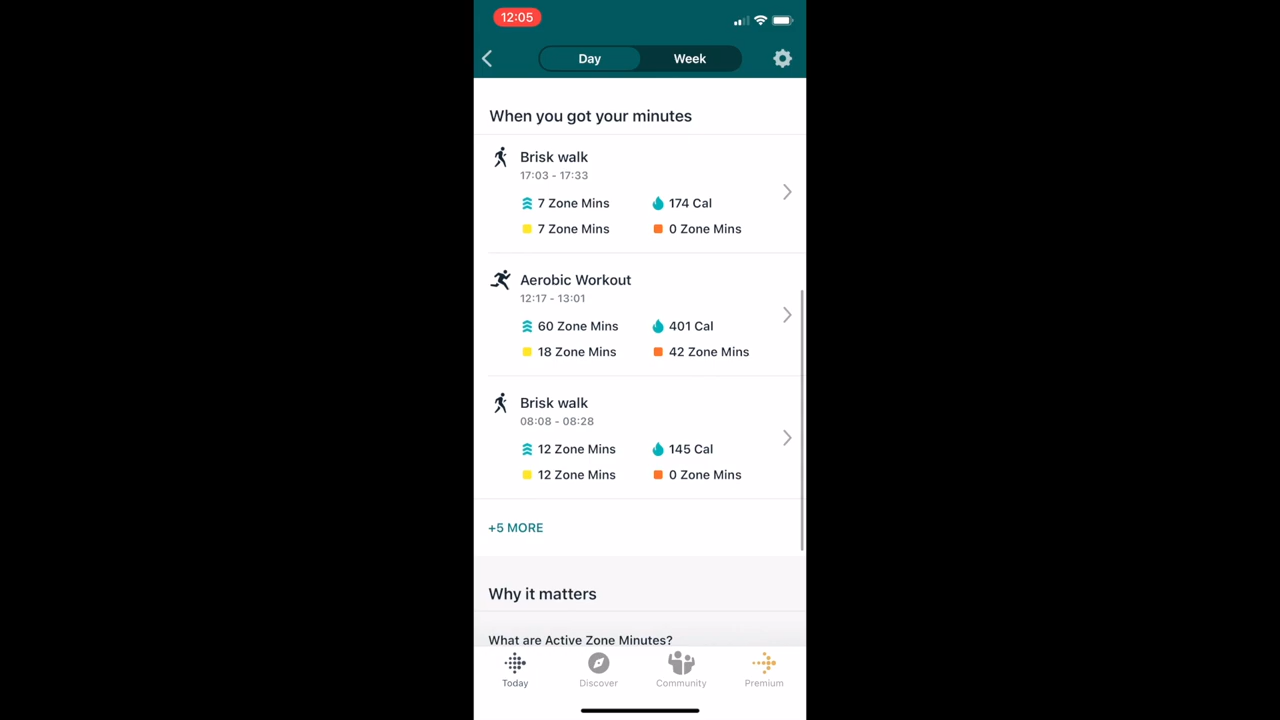 12:05
Day Week
When you got your minutes
Brisk walk
17:03 - 17:33
7 Zone Mins 174 Cal
7 Zone Mins 0 Zone Mins
Aerobic Workout
12:17 - 13:01
60 Zone Mins 401 Cal
18 Zone Mins 42 Zone Mins
Brisk walk
08:08 - 08:28
12 Zone Mins 145 Cal
12 Zone Mins 0 Zone Mins
+5 MORE
Why it matters
What are Active Zone Minutes?
Today Discover Community Premium